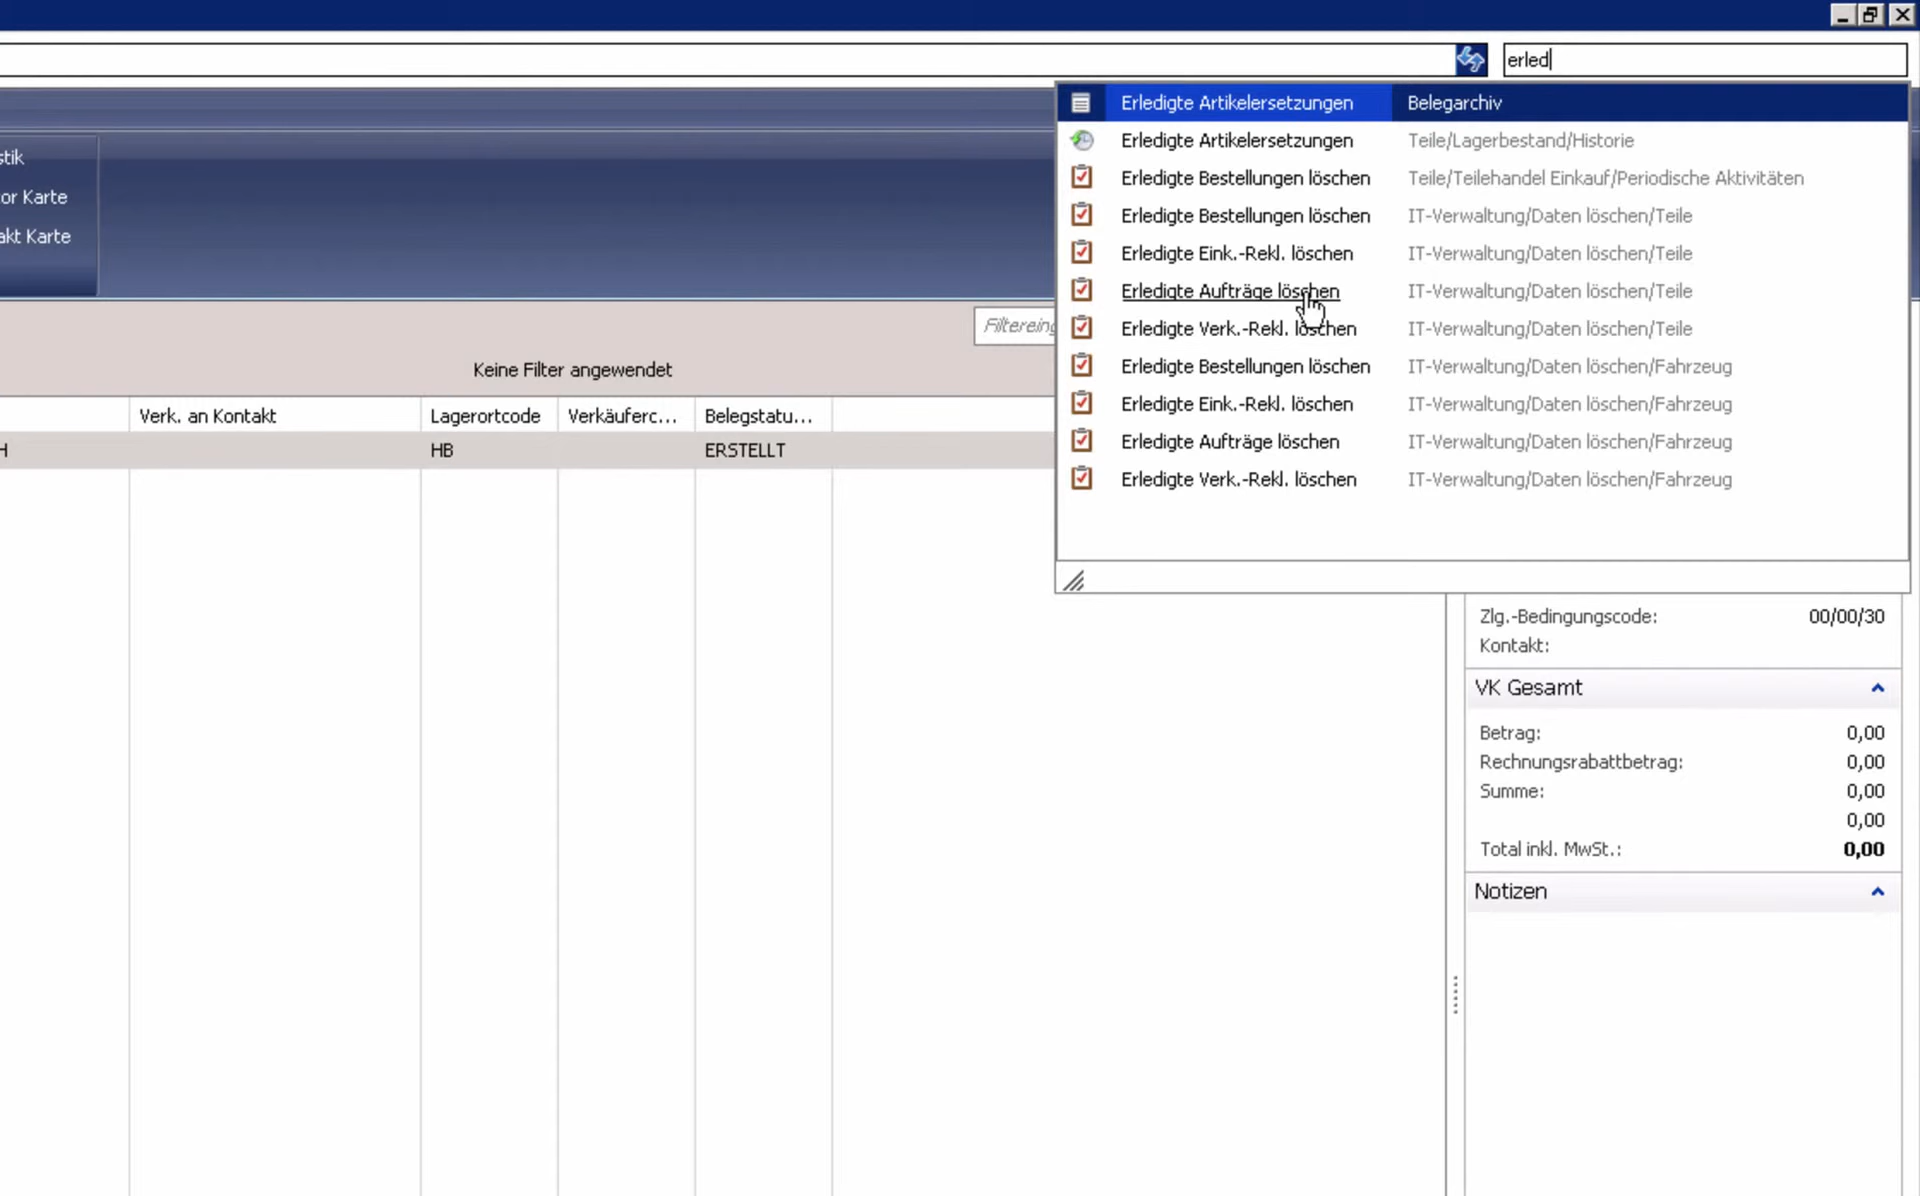 erled
Erledigte Artikelersetzungen Belegarchiv
Erledigte Artikelersetzungen Teile/Lagerbestand/Historie
Erledigte Bestellungen löschen Teile/Teilehandel Einkauf/Periodische Aktivitäten
Erledigte Bestellungen löschen IT-Verwaltung/Daten löschen/Teile
Erledigte Eink.-Rekl. löschen IT-Verwaltung/Daten löschen/Teile
Erledigte Aufträge löschen IT-Verwaltung/Daten löschen/Teile
Erledigte Verk.-Rekl. löschen IT-Verwaltung/Daten löschen/Teile
Erledigte Bestellungen löschen IT-Verwaltung/Daten löschen/Fahrzeug
Erledigte Eink.-Rekl. löschen IT-Verwaltung/Daten löschen/Fahrzeug
Erledigte Aufträge löschen IT-Verwaltung/Daten löschen/Fahrzeug
Erledigte Verk.-Rekl. löschen IT-Verwaltung/Daten löschen/Fahrzeug
stik
or Karte
akt Karte
Filtereing
Keine Filter angewendet
Verk. an Kontakt Lagerortcode Verkäuferc... Belegstatu...
H HB ERSTELLT
Zlg.-Bedingungscode: 00/00/30
Kontakt:
VK Gesamt
Betrag: 0,00
Rechnungsrabattbetrag: 0,00
Summe: 0,00
0,00
Total inkl. MwSt.: 0,00
Notizen